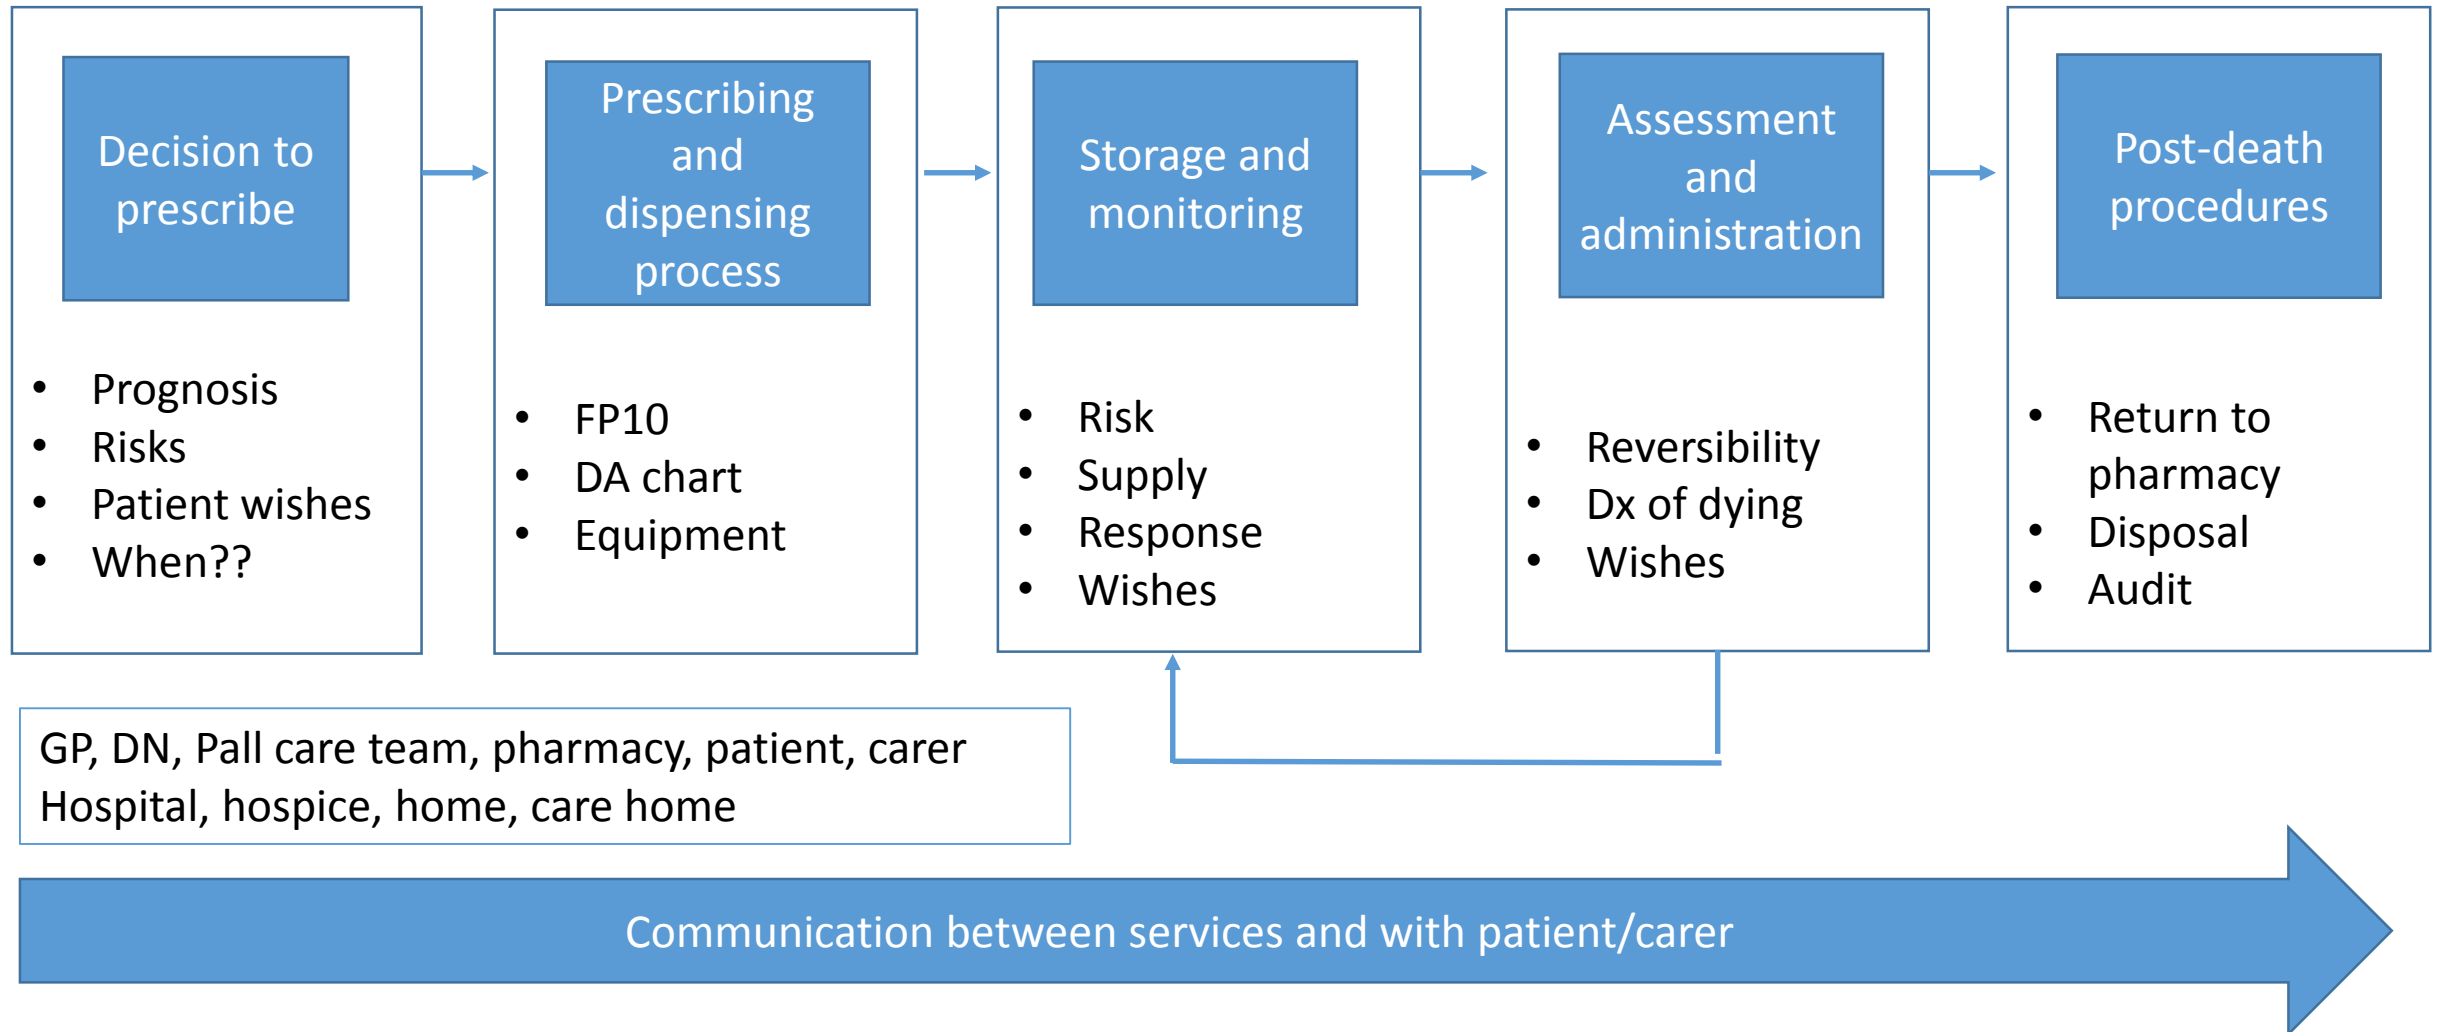 Decision to
prescribe
• Prognosis
• Risks
• Patient wishes
• When??
Prescribing
and
dispensing
process
• FP10
• DA chart
• Equipment
Storage and
monitoring
• Risk
• Supply
• Response
• Wishes
Assessment
and
administration
• Reversibility
• Dx of dying
• Wishes
Post-death
procedures
• Return to
pharmacy
• Disposal
• Audit
GP, DN, Pall care team, pharmacy, patient, carer
Hospital, hospice, home, care home
Communication between services and with patient/carer